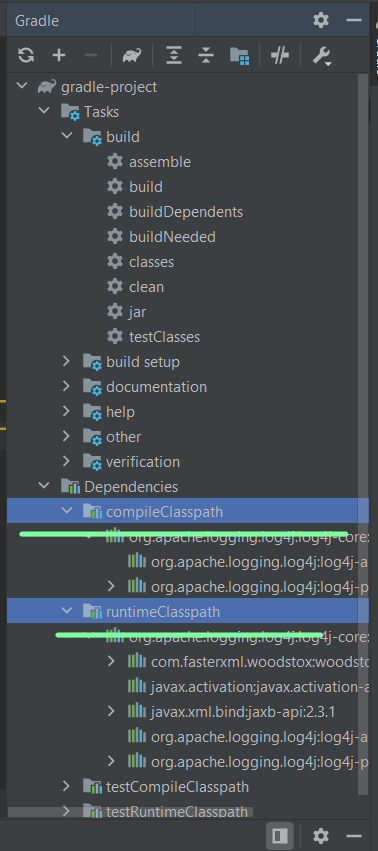 Gradle
gradle-project
Tasks
build
assemble
build
buildDependents
buildNeeded
classes
clean
jar
testClasses
build setup
documentation
help
other
verification
Dependencies
compileClasspath
org.apache.logging.log4j:log4j-core:
org.apache.logging.log4j:log4j-a
org.apache.logging.log4j:log4j-p
runtimeClasspath
org.apache.logging.log4j:log4j-core:
com.fasterxml.woodstox:woodsto
javax.activation:javax.activation-a
javax.xml.bind:jaxb-api:2.3.1
org.apache.logging.log4j:log4j-a
org.apache.logging.log4j:log4j-p
testCompileClasspath
testRuntimeClasspath